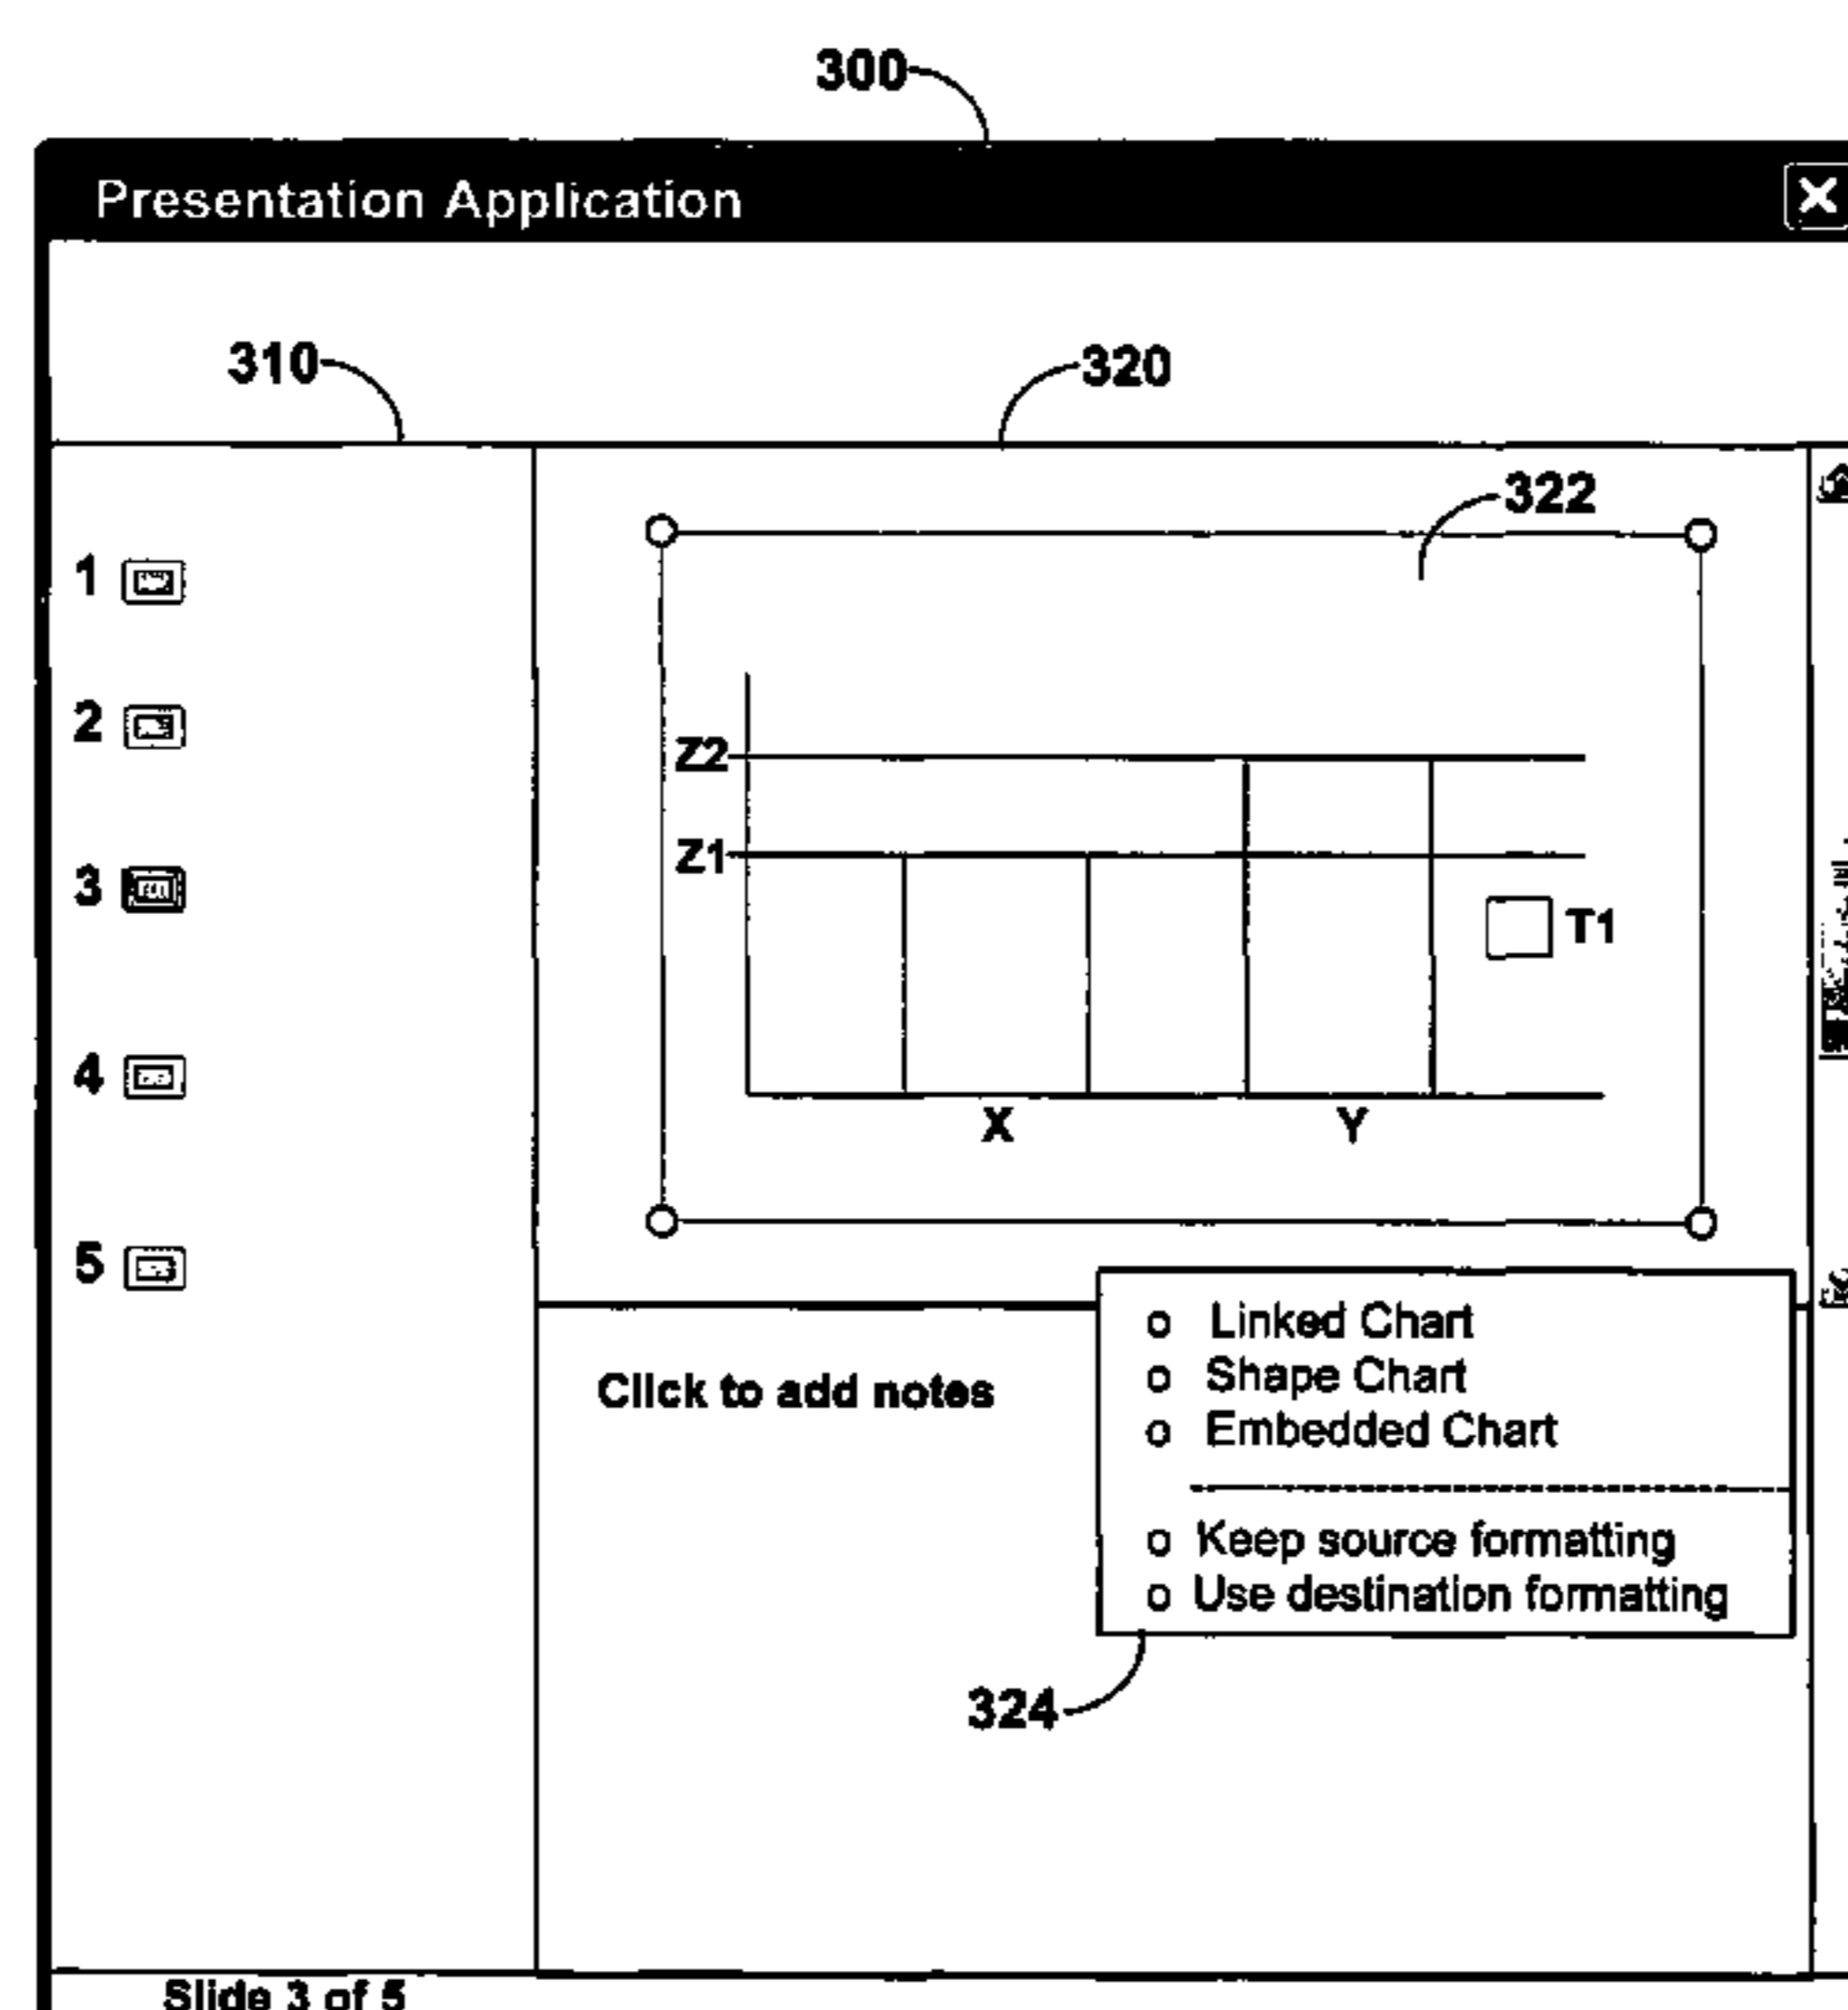 300
Presentation Application
310
320
322
1
2
3
4
5
Z2
Z1
T1
X
Y
o Linked Chart
o Shape Chart
o Embedded Chart
Click to add notes
o Keep source formatting
o Use destination formatting
324
Slide 3 of 5